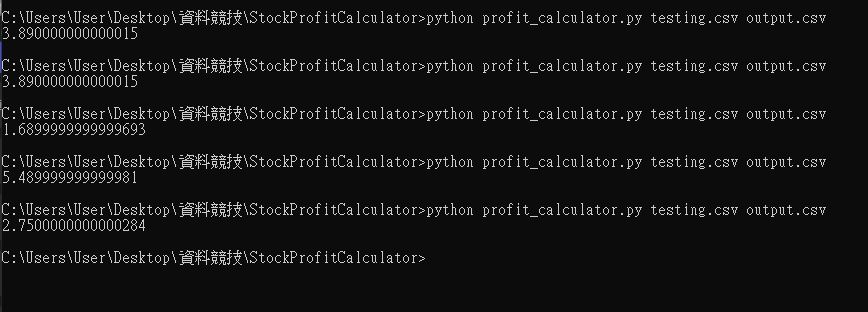 C:\Users\User\Desktop\資料競技\StockProfitCalculator>python profit_calculator.py testing.csv output.csv
3.890000000000015
C:\Users\User\Desktop\資料競技\StockProfitCalculator>python profit_calculator.py testing.csv output.csv
3.890000000000015
C:\Users\User\Desktop\資料競技\StockProfitCalculator>python profit_calculator.py testing.csv output.csv
1.6899999999999693
C:\Users\User\Desktop\資料競技\StockProfitCalculator>python profit_calculator.py testing.csv output.csv
5.489999999999981
C:\Users\User\Desktop\資料競技\StockProfitCalculator>python profit_calculator.py testing.csv output.csv
2.7500000000000284
C:\Users\User\Desktop\資料競技\StockProfitCalculator>